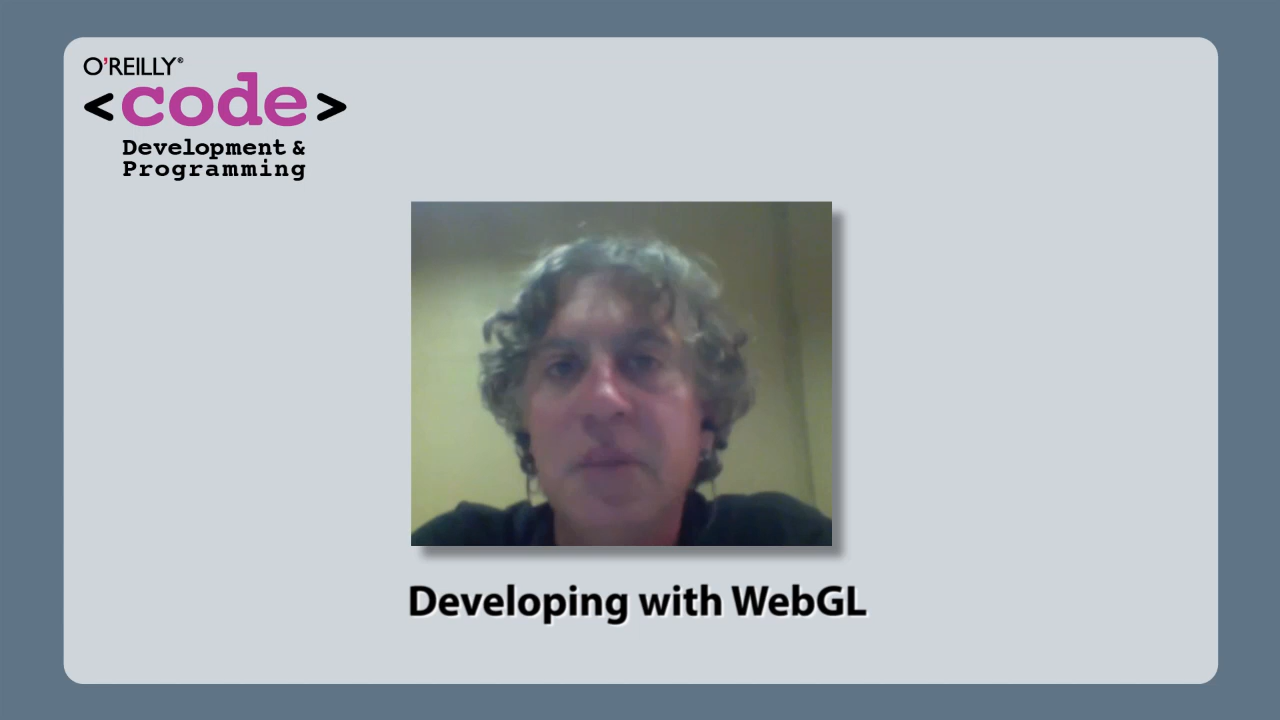 O'REILLY®
<code>
Development &
Programming
Developing with WebGL